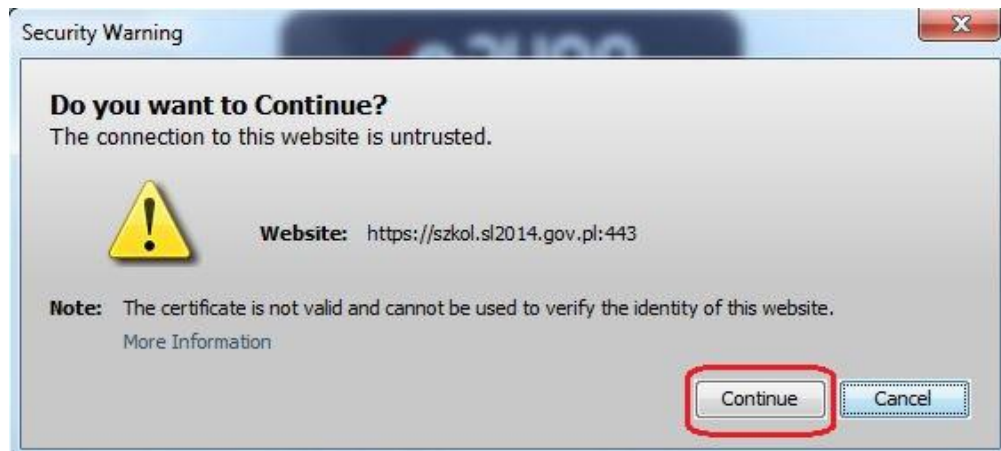 Security Warning
Do you want to Continue?
The connection to this website is untrusted.
Website: https://szkol.sl2014.gov.pl:443
Note: The certificate is not valid and cannot be used to verify the identity of this website.
More Information
Continue Cancel